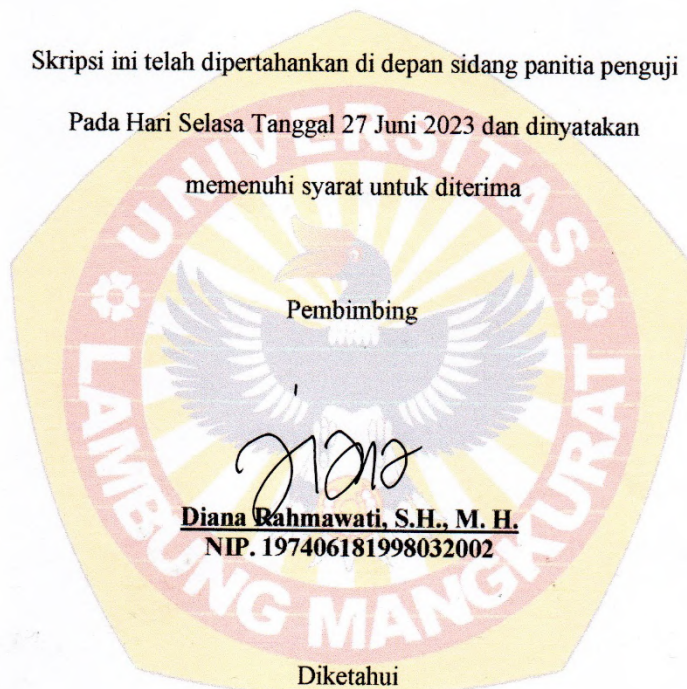 Skripsi ini telah dipertahankan di depan sidang panitia penguji
Pada Hari Selasa Tanggal 27 Juni 2023 dan dinyatakan
memenuhi syarat untuk diterima
UNIVERSITAS
LAMBUNG MANGKURAT
Pembimbing
Diana
Diana Rahmawati, S.H., M. H.
NIP. 197406181998032002
Diketahui